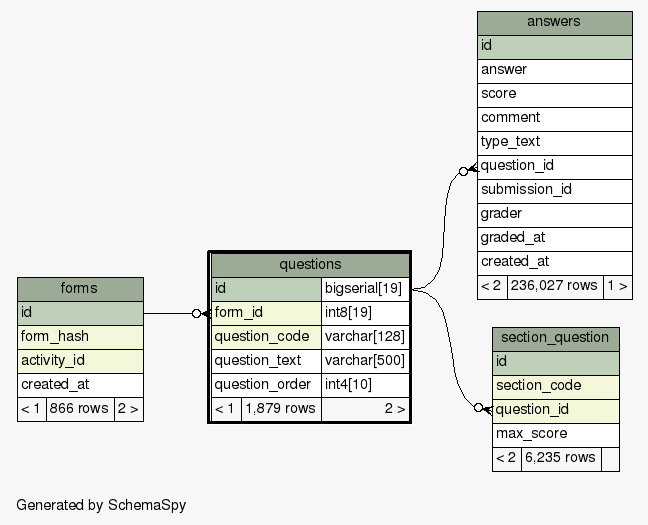 answers
id
answer
score
comment
type_text
question_id
submission_id
grader
graded_at
created_at
< 2 236,027 rows 1 >
questions
id bigserial[19]
form_id int8[19]
question_code varchar[128]
question_text varchar[500]
question_order int4[10]
< 1 1,879 rows 2 >
forms
id
form_hash
activity_id
created_at
< 1 866 rows 2 >
section_question
id
section_code
question_id
max_score
< 2 6,235 rows
Generated by SchemaSpy